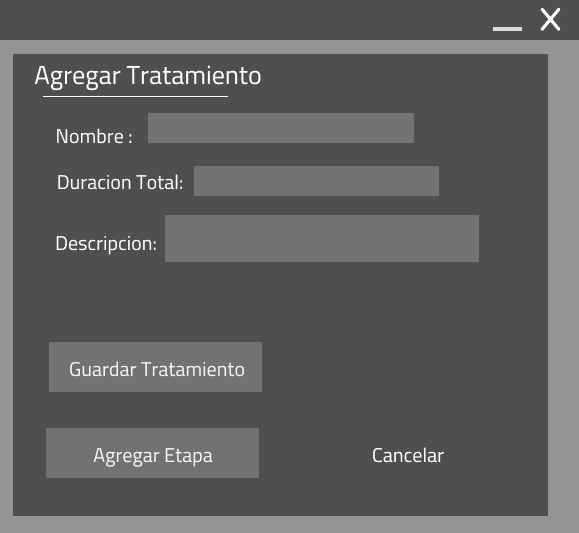 Agregar Tratamiento
Nombre :
Duracion Total:
Descripcion:
Guardar Tratamiento
Agregar Etapa
Cancelar